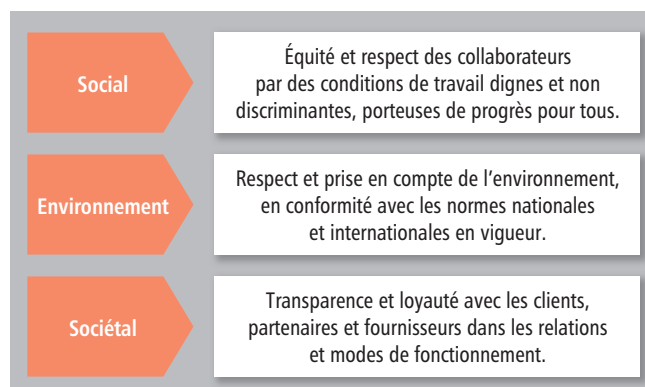 Social
Équité et respect des collaborateurs
par des conditions de travail dignes et non
discriminantes, porteuses de progrès pour tous.
Environnement
Respect et prise en compte de l’environnement,
en conformité avec les normes nationales
et internationales en vigueur.
Sociétal
Transparence et loyauté avec les clients,
partenaires et fournisseurs dans les relations
et modes de fonctionnement.